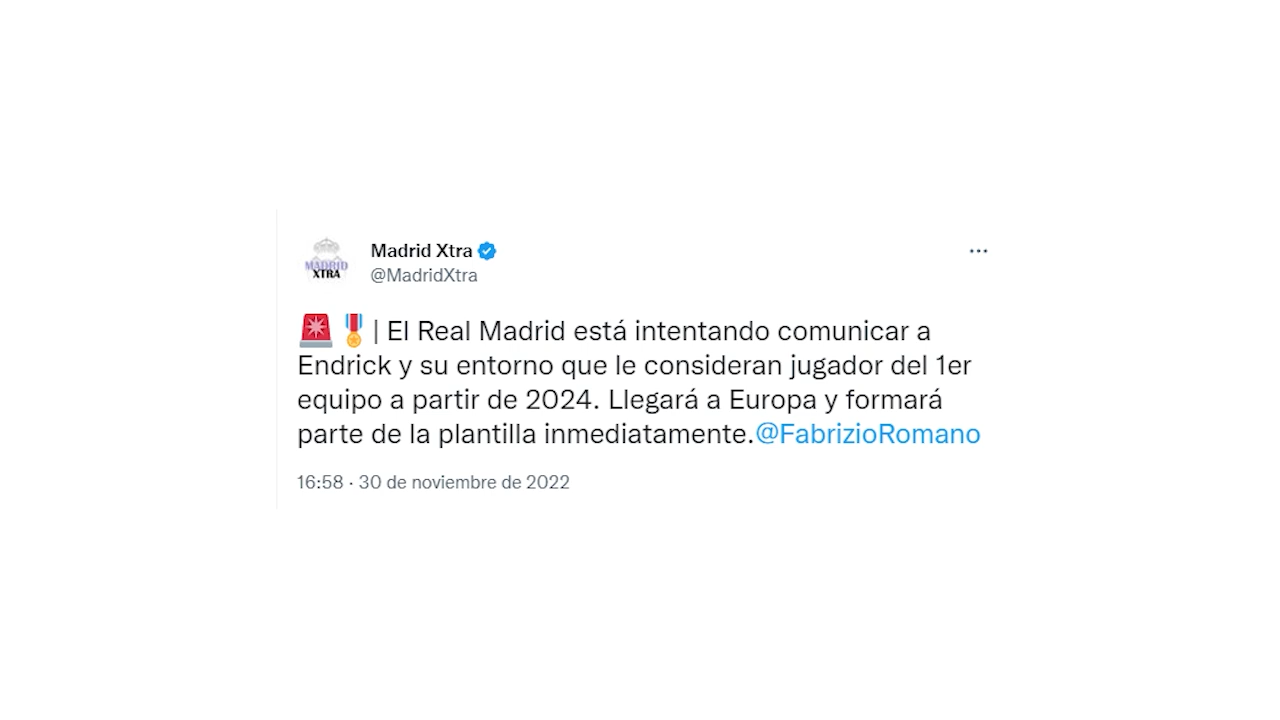 MADRID
XTRA
Madrid Xtra
@MadridXtra
...
🚨🎖️| El Real Madrid está intentando comunicar a
Endrick y su entorno que le consideran jugador del 1er
equipo a partir de 2024. Llegará a Europa y formará
parte de la plantilla inmediatamente.@FabrizioRomano
16:58 · 30 de noviembre de 2022